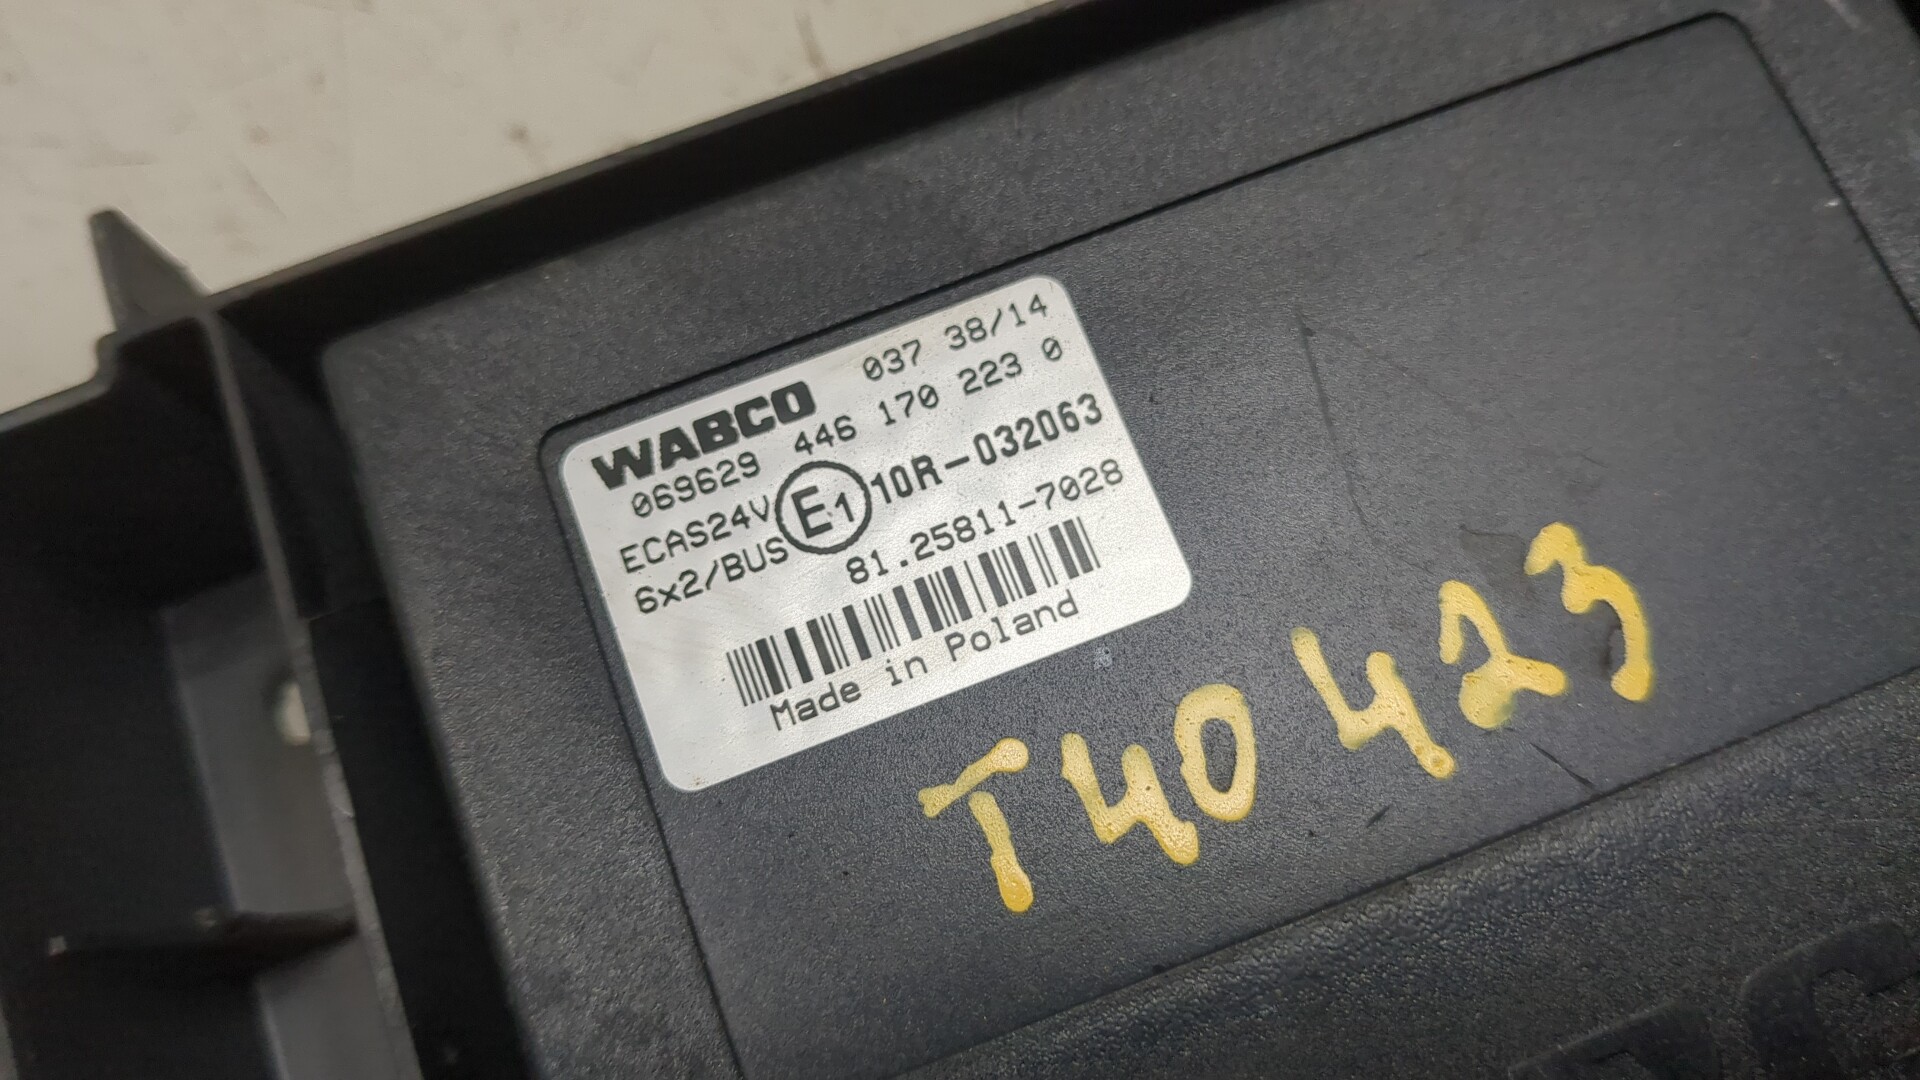 WABCO 037 38/14
069629 446 170 223 0
ECAS24V E1 10R-032063
6x2/BUS 81.25811-7028
Made in Poland
T40423